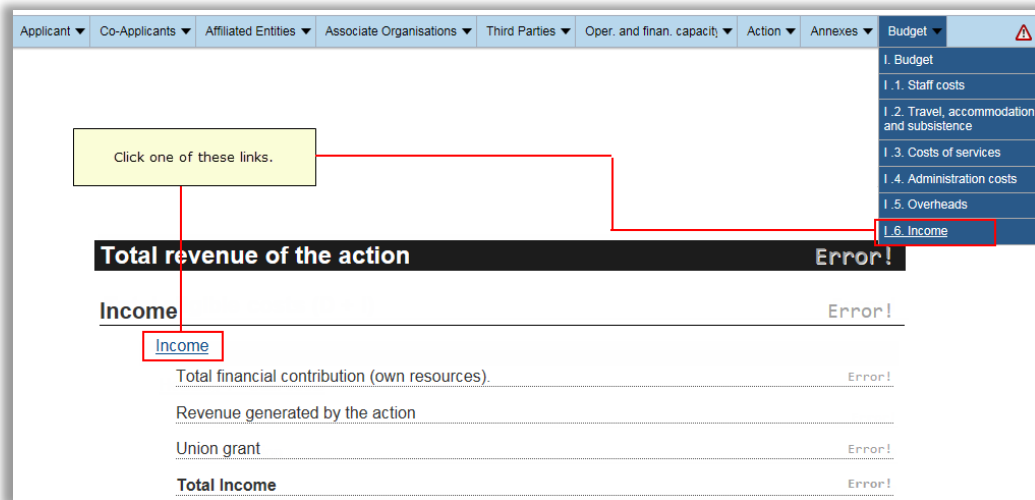 Applicant ▼ Co-Applicants ▼ Affiliated Entities ▼ Associate Organisations ▼ Third Parties ▼ Oper. and finan. capacity ▼ Action ▼ Annexes ▼ Budget ▼
I. Budget
I .1. Staff costs
I .2. Travel, accommodation
and subsistence
I .3. Costs of services
I .4. Administration costs
I .5. Overheads
I .6. Income
Click one of these links.
Total revenue of the action Error!
Income Error!
Income
Total financial contribution (own resources). Error!
Revenue generated by the action
Union grant Error!
Total Income Error!